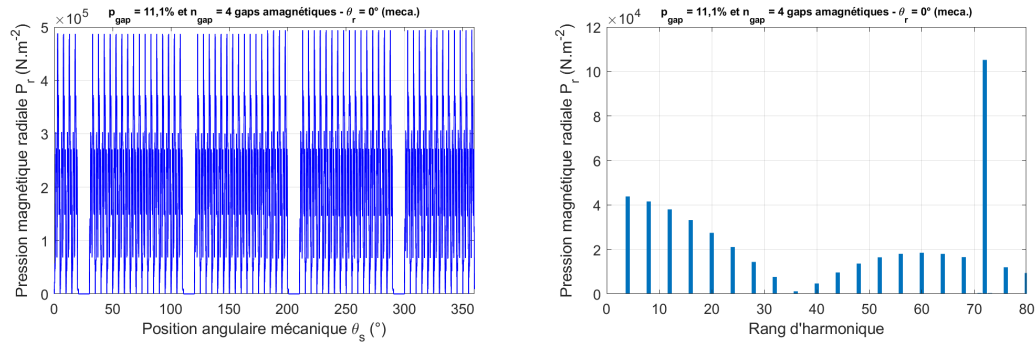 p_gap = 11,1% et n_gap = 4 gaps amagnétiques - θ_r = 0° (meca.)
×10^5
5
4
3
2
1
0
Pression magnétique radiale P_r (N.m^-2)
0 50 100 150 200 250 300 350
Position angulaire mécanique θ_s (°)
p_gap = 11,1% et n_gap = 4 gaps amagnétiques - θ_r = 0° (meca.)
×10^4
12
10
8
6
4
2
0
Pression magnétique radiale P_r (N.m^-2)
0 10 20 30 40 50 60 70 80
Rang d'harmonique